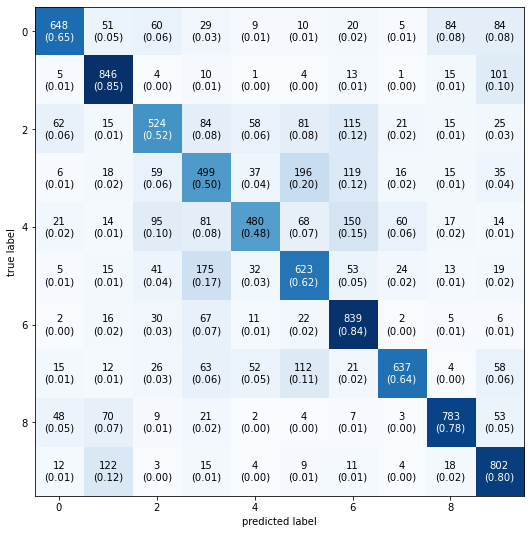 648 51 60 29 9 10 20 5 84 84
0 (0.65) (0.05) (0.06) (0.03) (0.01) (0.01) (0.02) (0.01) (0.08) (0.08)
5 846 4 10 1 4 13 1 15 101
(0.01) (0.85) (0.00) (0.01) (0.00) (0.00) (0.01) (0.00) (0.01) (0.10)
62 15 524 84 58 81 115 21 15 25
2 (0.06) (0.01) (0.52) (0.08) (0.06) (0.08) (0.12) (0.02) (0.01) (0.03)
6 18 59 499 37 196 119 16 15 35
(0.01) (0.02) (0.06) (0.50) (0.04) (0.20) (0.12) (0.02) (0.01) (0.04)
21 14 95 81 480 68 150 60 17 14
4 (0.02) (0.01) (0.10) (0.08) (0.48) (0.07) (0.15) (0.06) (0.02) (0.01)
true label
5 15 41 175 32 623 53 24 13 19
(0.01) (0.01) (0.04) (0.17) (0.03) (0.62) (0.05) (0.02) (0.01) (0.02)
2 16 30 67 11 22 839 2 5 6
6 (0.00) (0.02) (0.03) (0.07) (0.01) (0.02) (0.84) (0.00) (0.01) (0.01)
15 12 26 63 52 112 21 637 4 58
(0.01) (0.01) (0.03) (0.06) (0.05) (0.11) (0.02) (0.64) (0.00) (0.06)
48 70 9 21 2 4 7 3 783 53
8 (0.05) (0.07) (0.01) (0.02) (0.00) (0.00) (0.01) (0.00) (0.78) (0.05)
12 122 3 15 4 9 11 4 18 802
(0.01) (0.12) (0.00) (0.01) (0.00) (0.01) (0.01) (0.00) (0.02) (0.80)
0 2 4 6 8
predicted label